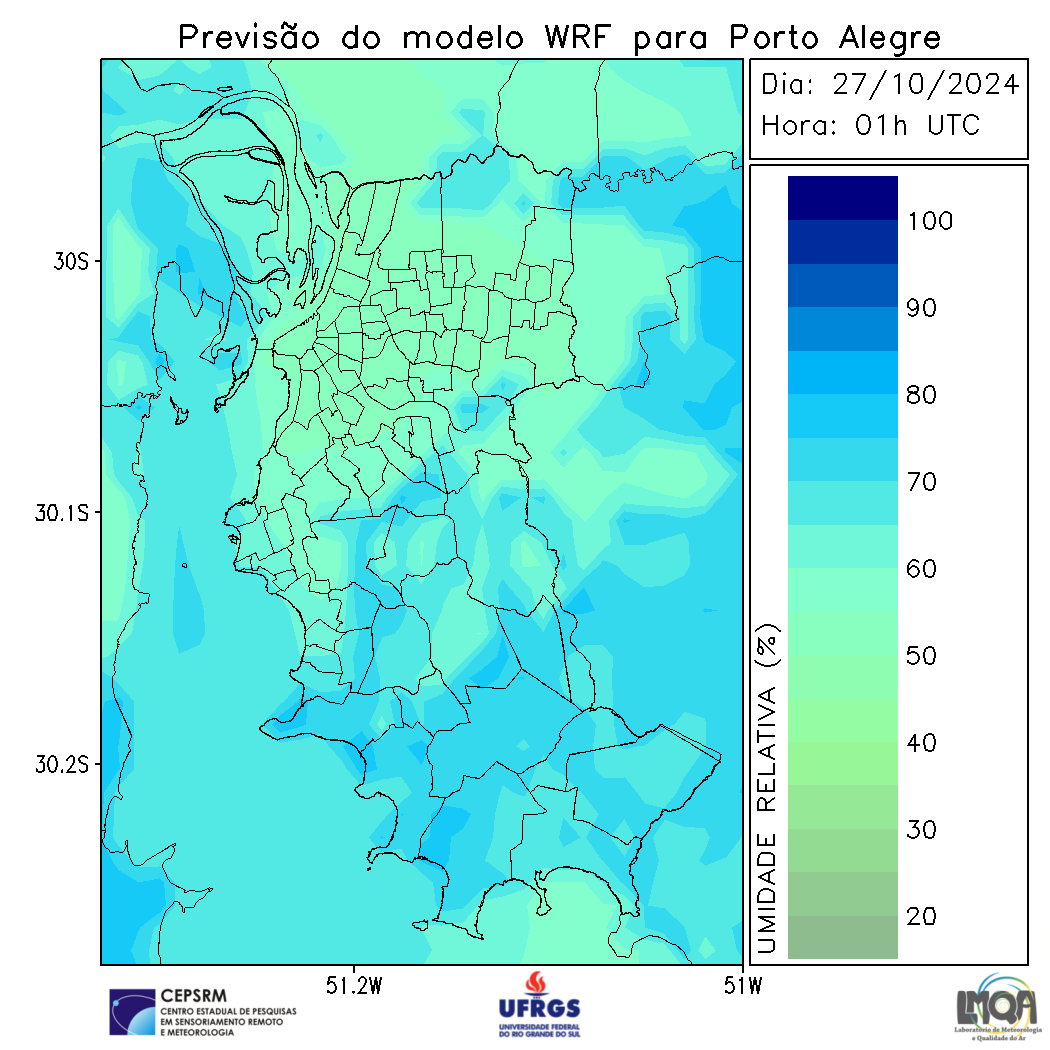 Previsão do modelo WRF para Porto Alegre
Dia: 27/10/2024
Hora: 01h UTC
30S
30.1S
30.2S
51.2W
51W
UMIDADE RELATIVA (%)
100
90
80
70
60
50
40
30
20
CEPSRM
CENTRO ESTADUAL DE PESQUISAS
EM SENSORIAMENTO REMOTO
E METEOROLOGIA
UFRGS
UNIVERSIDADE FEDERAL
DO RIO GRANDE DO SUL
LMQA
Laboratório de Meteorologia
e Qualidade do Ar